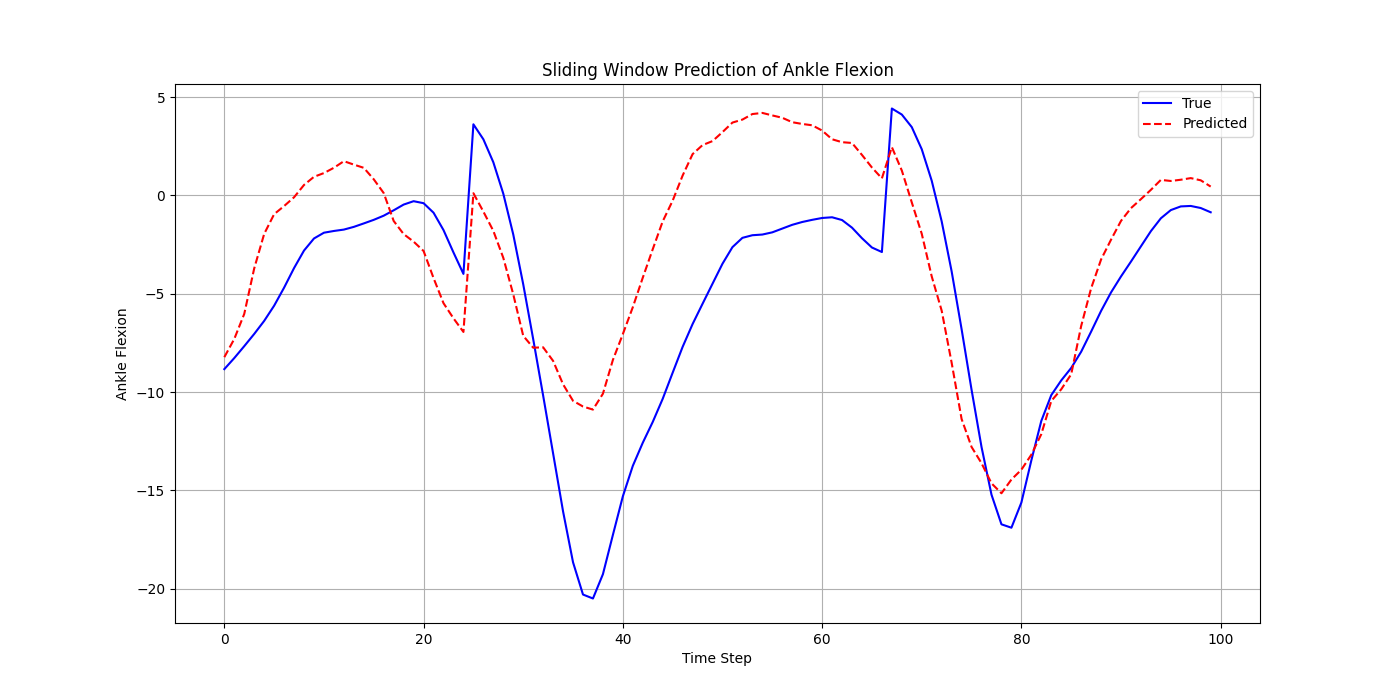 Sliding Window Prediction of Ankle Flexion
True
Predicted
Ankle Flexion
5
0
−5
−10
−15
−20
0 20 40 60 80 100
Time Step